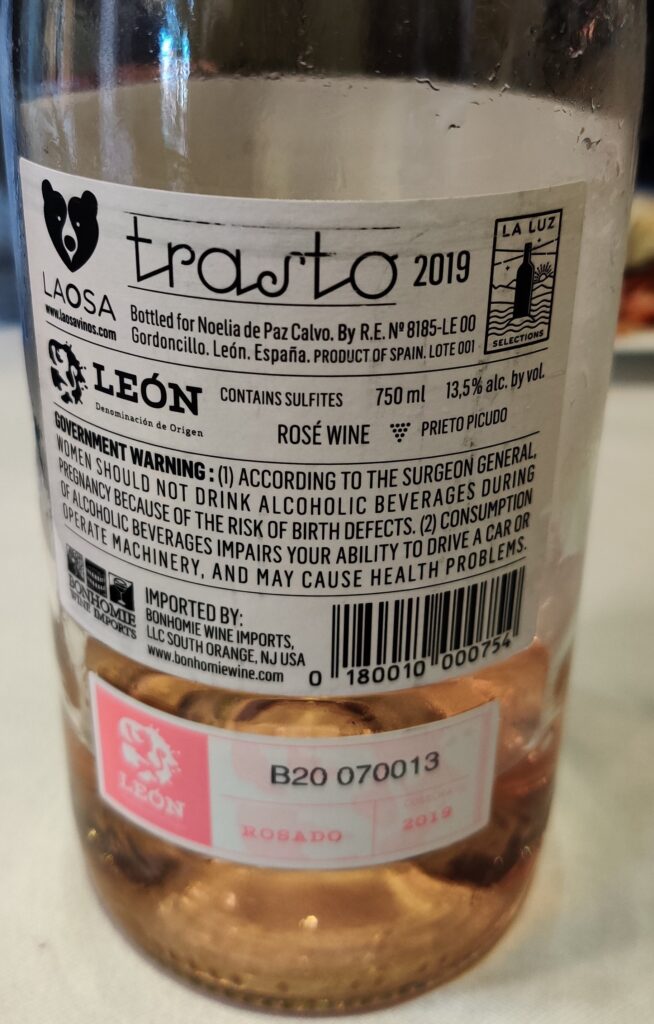 LAOSA
www.laosavinos.com
trasto 2019
LA LUZ
SELECTIONS
Bottled for Noelia de Paz Calvo. By R.E. Nº 8185-LE 00
Gordoncillo. León. España. PRODUCT OF SPAIN. LOTE 001
LEÓN
Denominación de Origen
CONTAINS SULFITES 750 ml 13,5% alc. by vol.
ROSÉ WINE PRIETO PICUDO
GOVERNMENT WARNING : (1) ACCORDING TO THE SURGEON GENERAL,
WOMEN SHOULD NOT DRINK ALCOHOLIC BEVERAGES DURING
PREGNANCY BECAUSE OF THE RISK OF BIRTH DEFECTS. (2) CONSUMPTION
OF ALCOHOLIC BEVERAGES IMPAIRS YOUR ABILITY TO DRIVE A CAR OR
OPERATE MACHINERY, AND MAY CAUSE HEALTH PROBLEMS.
BONHOMIE
WINE IMPORTS
IMPORTED BY:
BONHOMIE WINE IMPORTS,
LLC SOUTH ORANGE, NJ USA
www.bonhomiewine.com
0 180010 000754
LEÓN
B20 070013
ROSADO
COSECHA
2019